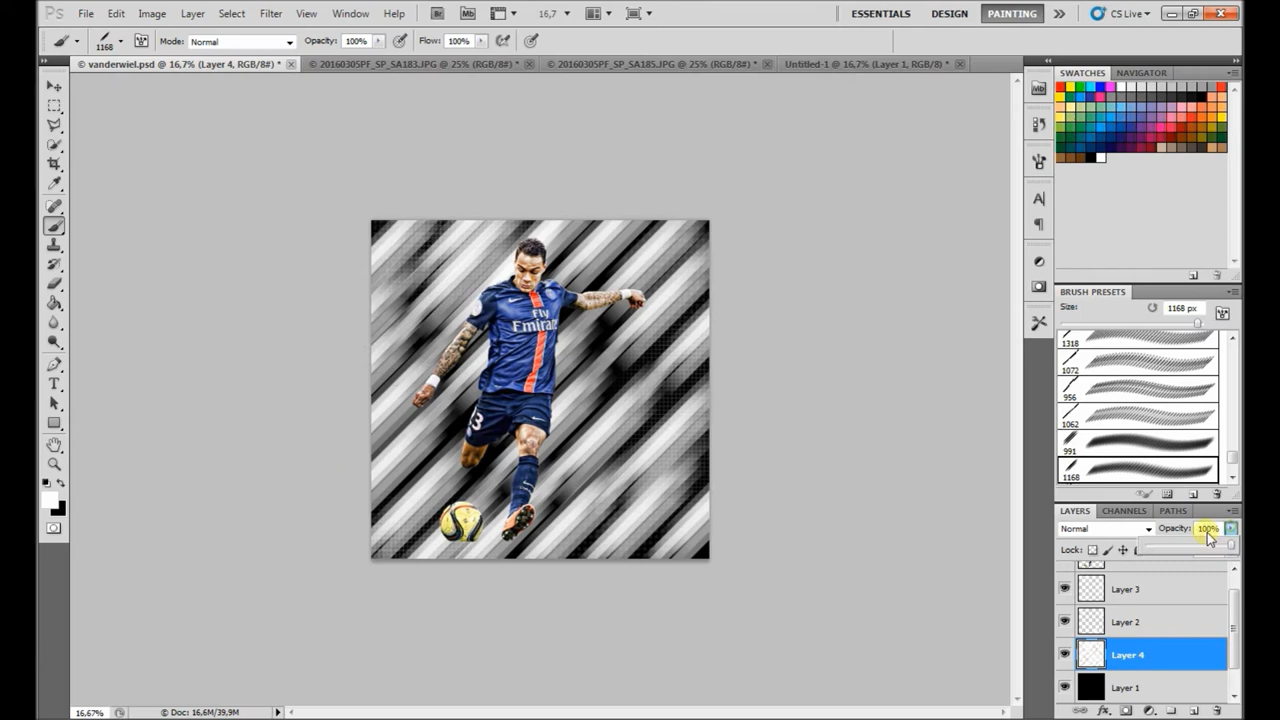 Ps File Edit Image Layer Select Filter View Window Help Br Mb 16,7 ESSENTIALS DESIGN PAINTING CS Live
1168 Mode: Normal Opacity: 100% Flow: 100%
vanderwiel.psd @ 16,7% (Layer 4, RGB/8#) * 20160305PF_SP_SA183.JPG @ 25% (RGB/8#) * 20160305PF_SP_SA185.JPG @ 25% (RGB/8#) * Untitled-1 @ 16,7% (Layer 1, RGB/8) *
SWATCHES NAVIGATOR
Mb
A
BRUSH PRESETS
Size: 1168 px
1318
1072
956
1062
991
1168
Fly
Emirat
3
T
LAYERS CHANNELS PATHS
Normal Opacity: 100%
Lock:
Layer 3
Layer 2
Layer 4
Layer 1
fx
16,67% Doc: 16,6M/39,9M